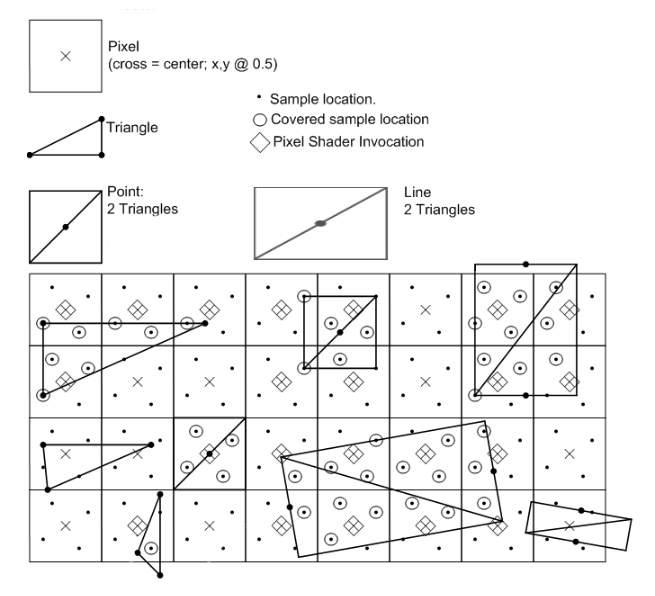 Pixel
(cross = center; x,y @ 0.5)
Sample location.
Covered sample location
Triangle
Pixel Shader Invocation
Point:
2 Triangles
Line
2 Triangles